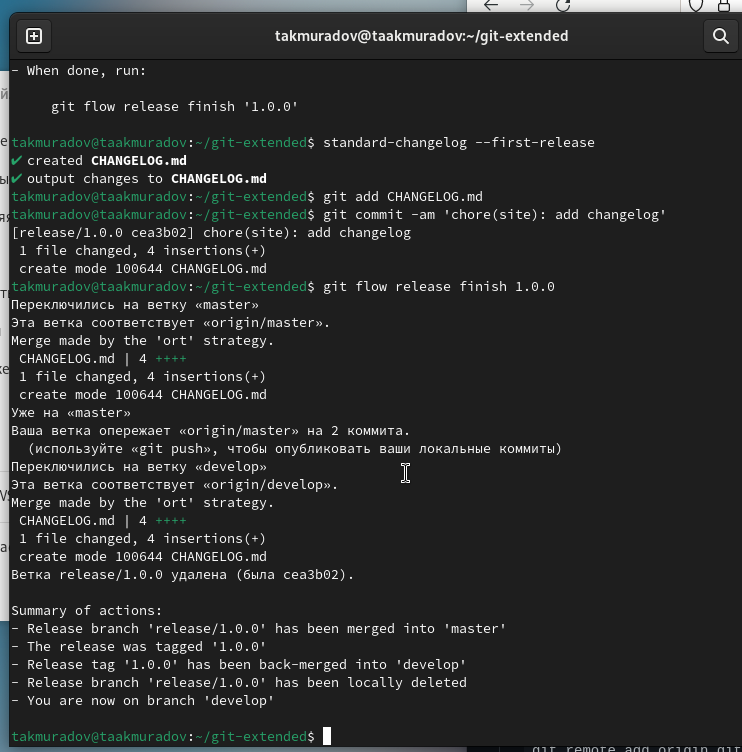 takmuradov@taakmuradov:~/git-extended
- When done, run:
git flow release finish '1.0.0'
takmuradov@taakmuradov:~/git-extended$ standard-changelog --first-release
✔ created CHANGELOG.md
✔ output changes to CHANGELOG.md
takmuradov@taakmuradov:~/git-extended$ git add CHANGELOG.md
takmuradov@taakmuradov:~/git-extended$ git commit -am 'chore(site): add changelog'
[release/1.0.0 cea3b02] chore(site): add changelog
1 file changed, 4 insertions(+)
create mode 100644 CHANGELOG.md
takmuradov@taakmuradov:~/git-extended$ git flow release finish 1.0.0
Переключились на ветку «master»
Эта ветка соответствует «origin/master».
Merge made by the 'ort' strategy.
CHANGELOG.md | 4 ++++
1 file changed, 4 insertions(+)
create mode 100644 CHANGELOG.md
Уже на «master»
Ваша ветка опережает «origin/master» на 2 коммита.
(используйте «git push», чтобы опубликовать ваши локальные коммиты)
Переключились на ветку «develop»
Эта ветка соответствует «origin/develop».
Merge made by the 'ort' strategy.
CHANGELOG.md | 4 ++++
1 file changed, 4 insertions(+)
create mode 100644 CHANGELOG.md
Ветка release/1.0.0 удалена (была cea3b02).
Summary of actions:
- Release branch 'release/1.0.0' has been merged into 'master'
- The release was tagged '1.0.0'
- Release tag '1.0.0' has been back-merged into 'develop'
- Release branch 'release/1.0.0' has been locally deleted
- You are now on branch 'develop'
takmuradov@taakmuradov:~/git-extended$